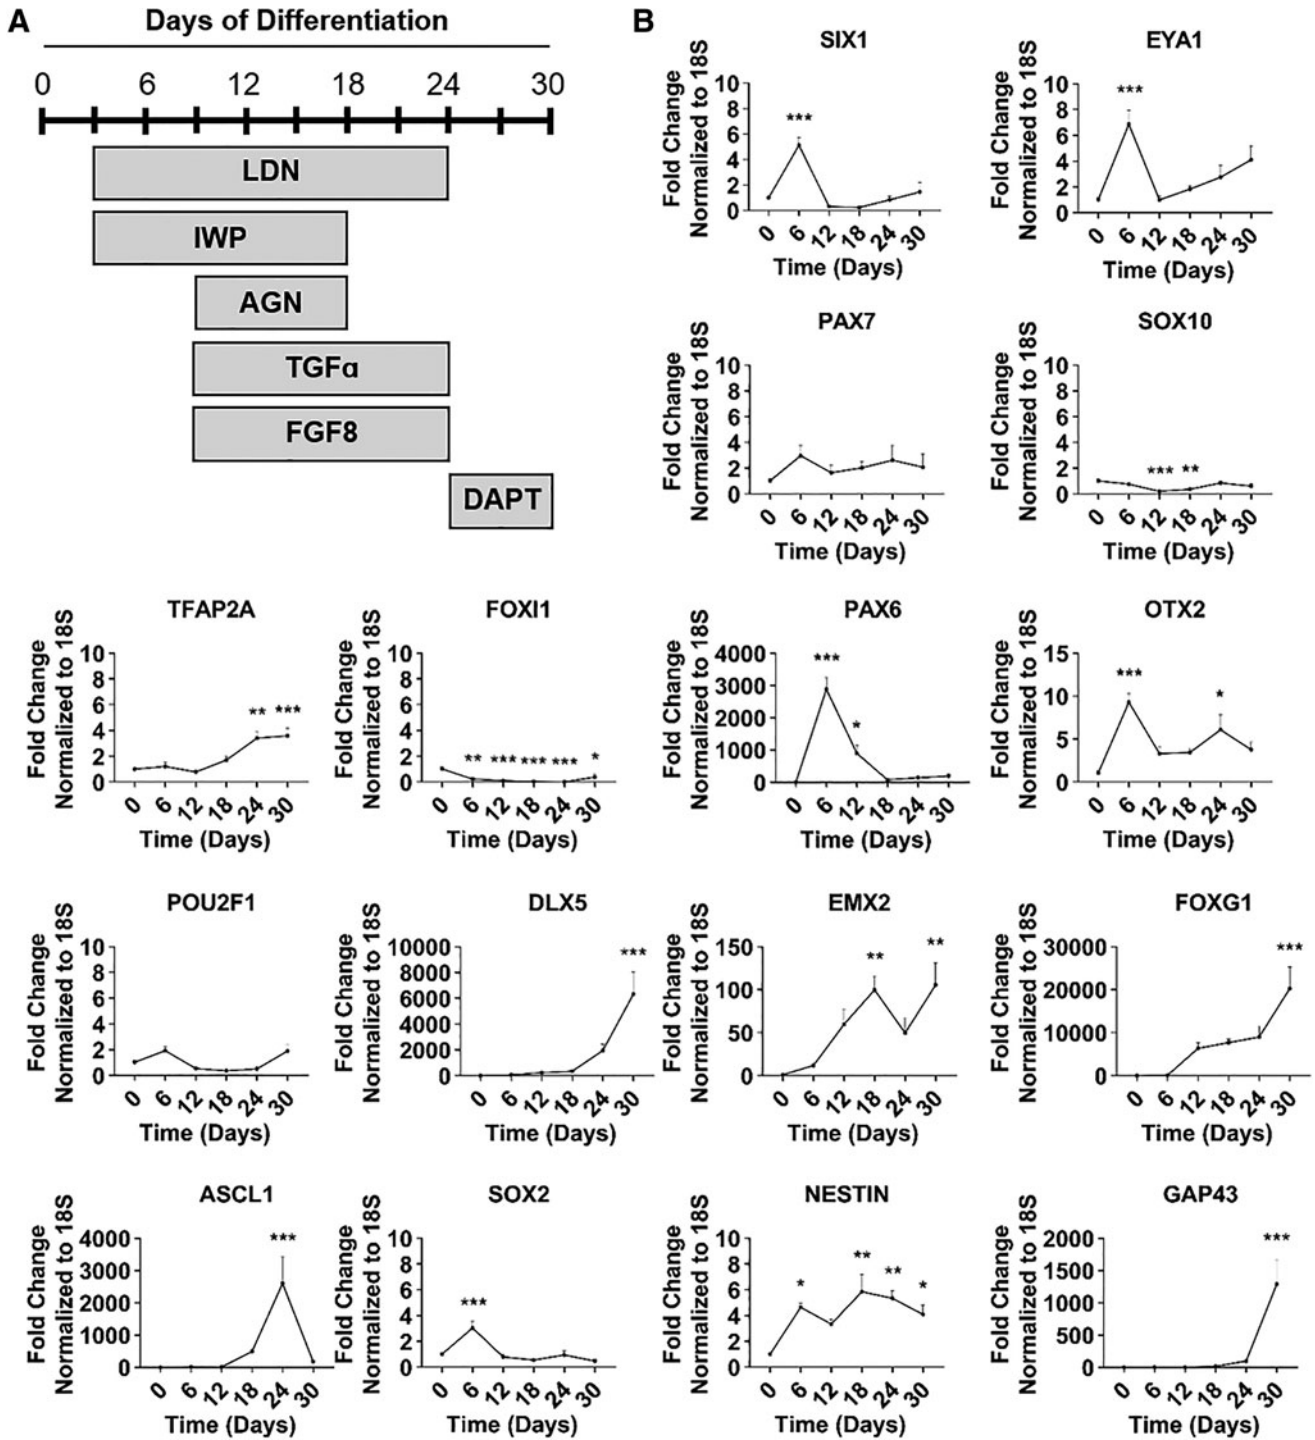 A
Days of Differentiation
0 6 12 18 24 30
LDN
IWP
AGN
TGFα
FGF8
DAPT
B
SIX1
Fold Change
Normalized to 18S
10
8
6
4
2
0
***
0 6 12 18 24 30
Time (Days)
EYA1
Fold Change
Normalized to 18S
10
8
6
4
2
0
***
0 6 12 18 24 30
Time (Days)
PAX7
Fold Change
Normalized to 18S
10
8
6
4
2
0
0 6 12 18 24 30
Time (Days)
SOX10
Fold Change
Normalized to 18S
10
8
6
4
2
0
*** **
0 6 12 18 24 30
Time (Days)
TFAP2A
Fold Change
Normalized to 18S
10
8
6
4
2
0
** ***
0 6 12 18 24 30
Time (Days)
FOXI1
Fold Change
Normalized to 18S
10
8
6
4
2
0
** *** *** *** *
0 6 12 18 24 30
Time (Days)
PAX6
Fold Change
Normalized to 18S
4000
3000
2000
1000
0
***
*
0 6 12 18 24 30
Time (Days)
OTX2
Fold Change
Normalized to 18S
15
10
5
0
***
*
0 6 12 18 24 30
Time (Days)
POU2F1
Fold Change
Normalized to 18S
10
8
6
4
2
0
0 6 12 18 24 30
Time (Days)
DLX5
Fold Change
Normalized to 18S
10000
8000
6000
4000
2000
0
***
0 6 12 18 24 30
Time (Days)
EMX2
Fold Change
Normalized to 18S
150
100
50
0
** **
0 6 12 18 24 30
Time (Days)
FOXG1
Fold Change
Normalized to 18S
30000
20000
10000
0
***
0 6 12 18 24 30
Time (Days)
ASCL1
Fold Change
Normalized to 18S
4000
3000
2000
1000
0
***
0 6 12 18 24 30
Time (Days)
SOX2
Fold Change
Normalized to 18S
10
8
6
4
2
0
***
0 6 12 18 24 30
Time (Days)
NESTIN
Fold Change
Normalized to 18S
10
8
6
4
2
0
* ** ** *
0 6 12 18 24 30
Time (Days)
GAP43
Fold Change
Normalized to 18S
2000
1500
1000
500
0
***
0 6 12 18 24 30
Time (Days)